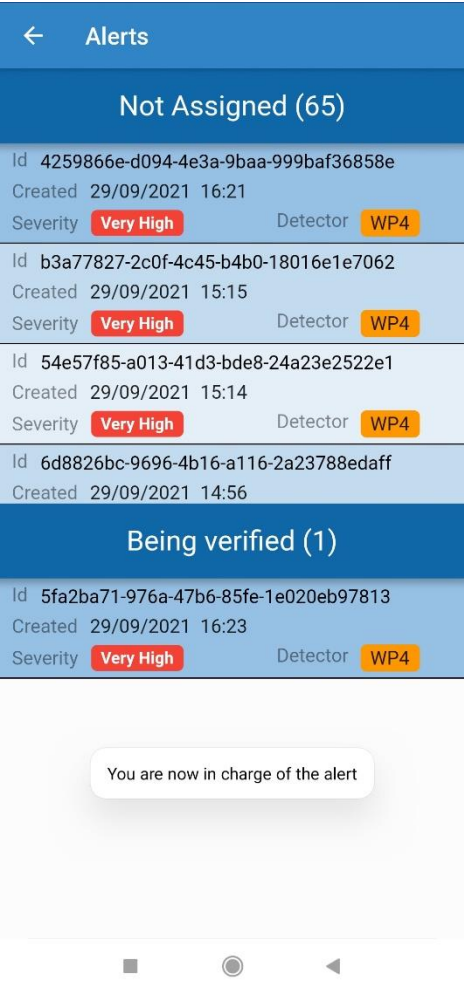 Alerts
Not Assigned (65)
Id 4259866e-d094-4e3a-9baa-999baf36858e
Created 29/09/2021 16:21
Severity Very High Detector WP4
Id b3a77827-2c0f-4c45-b4b0-18016e1e7062
Created 29/09/2021 15:15
Severity Very High Detector WP4
Id 54e57f85-a013-41d3-bde8-24a23e2522e1
Created 29/09/2021 15:14
Severity Very High Detector WP4
Id 6d8826bc-9696-4b16-a116-2a23788edaff
Created 29/09/2021 14:56
Being verified (1)
Id 5fa2ba71-976a-47b6-85fe-1e020eb97813
Created 29/09/2021 16:23
Severity Very High Detector WP4
You are now in charge of the alert